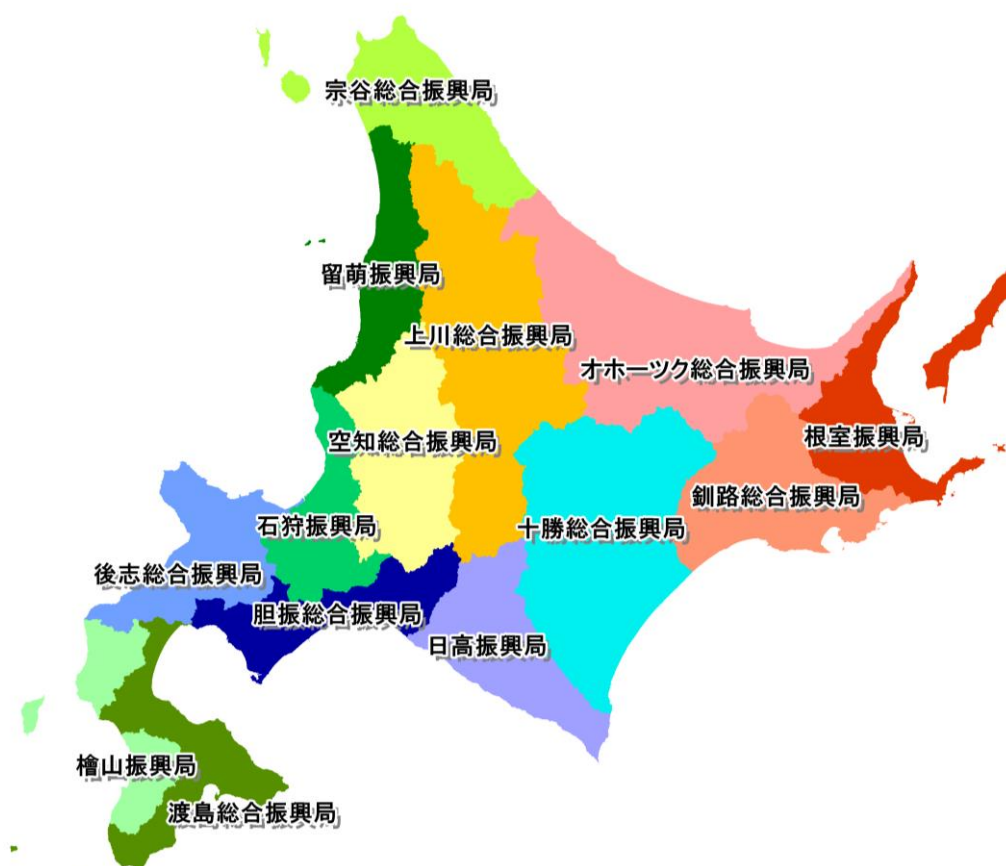 宗谷総合振興局
留萌振興局
上川総合振興局
オホーツク総合振興局
空知総合振興局
根室振興局
釧路総合振興局
石狩振興局
十勝総合振興局
後志総合振興局
胆振総合振興局
日高振興局
檜山振興局
渡島総合振興局